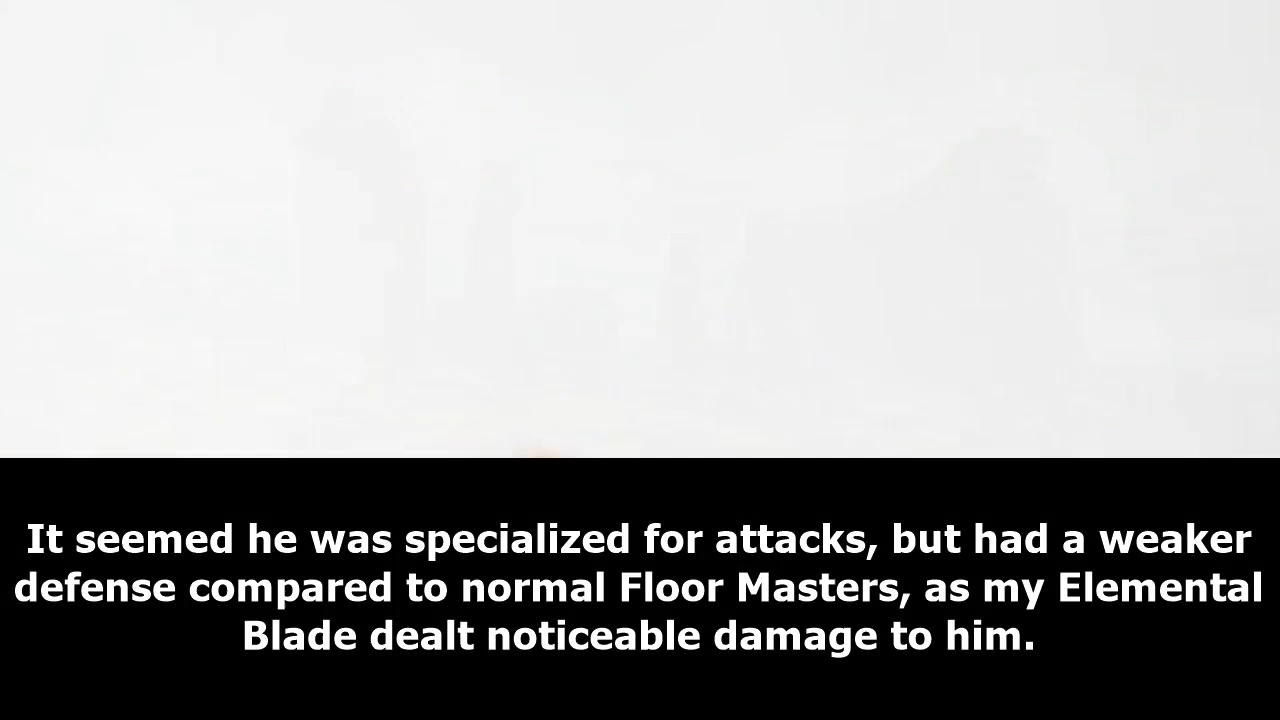 It seemed he was specialized for attacks, but had a weaker
defense compared to normal Floor Masters, as my Elemental
Blade dealt noticeable damage to him.